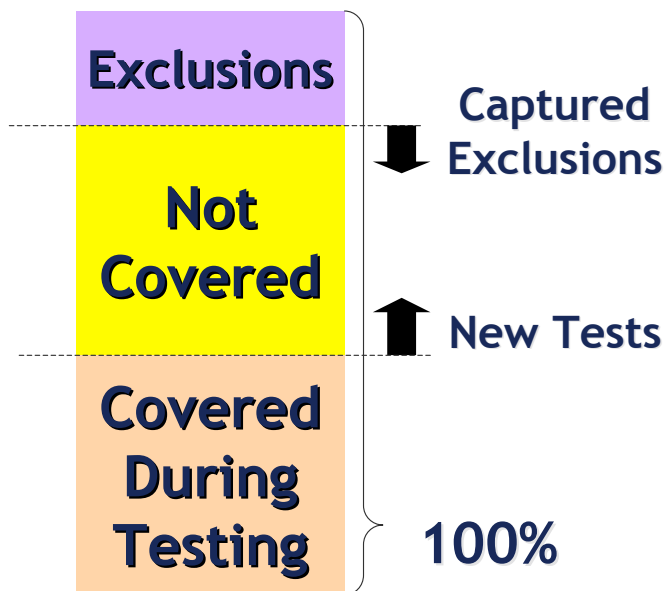 Exclusions
Captured
Exclusions
Not
Covered
New Tests
Covered
During
Testing
100%